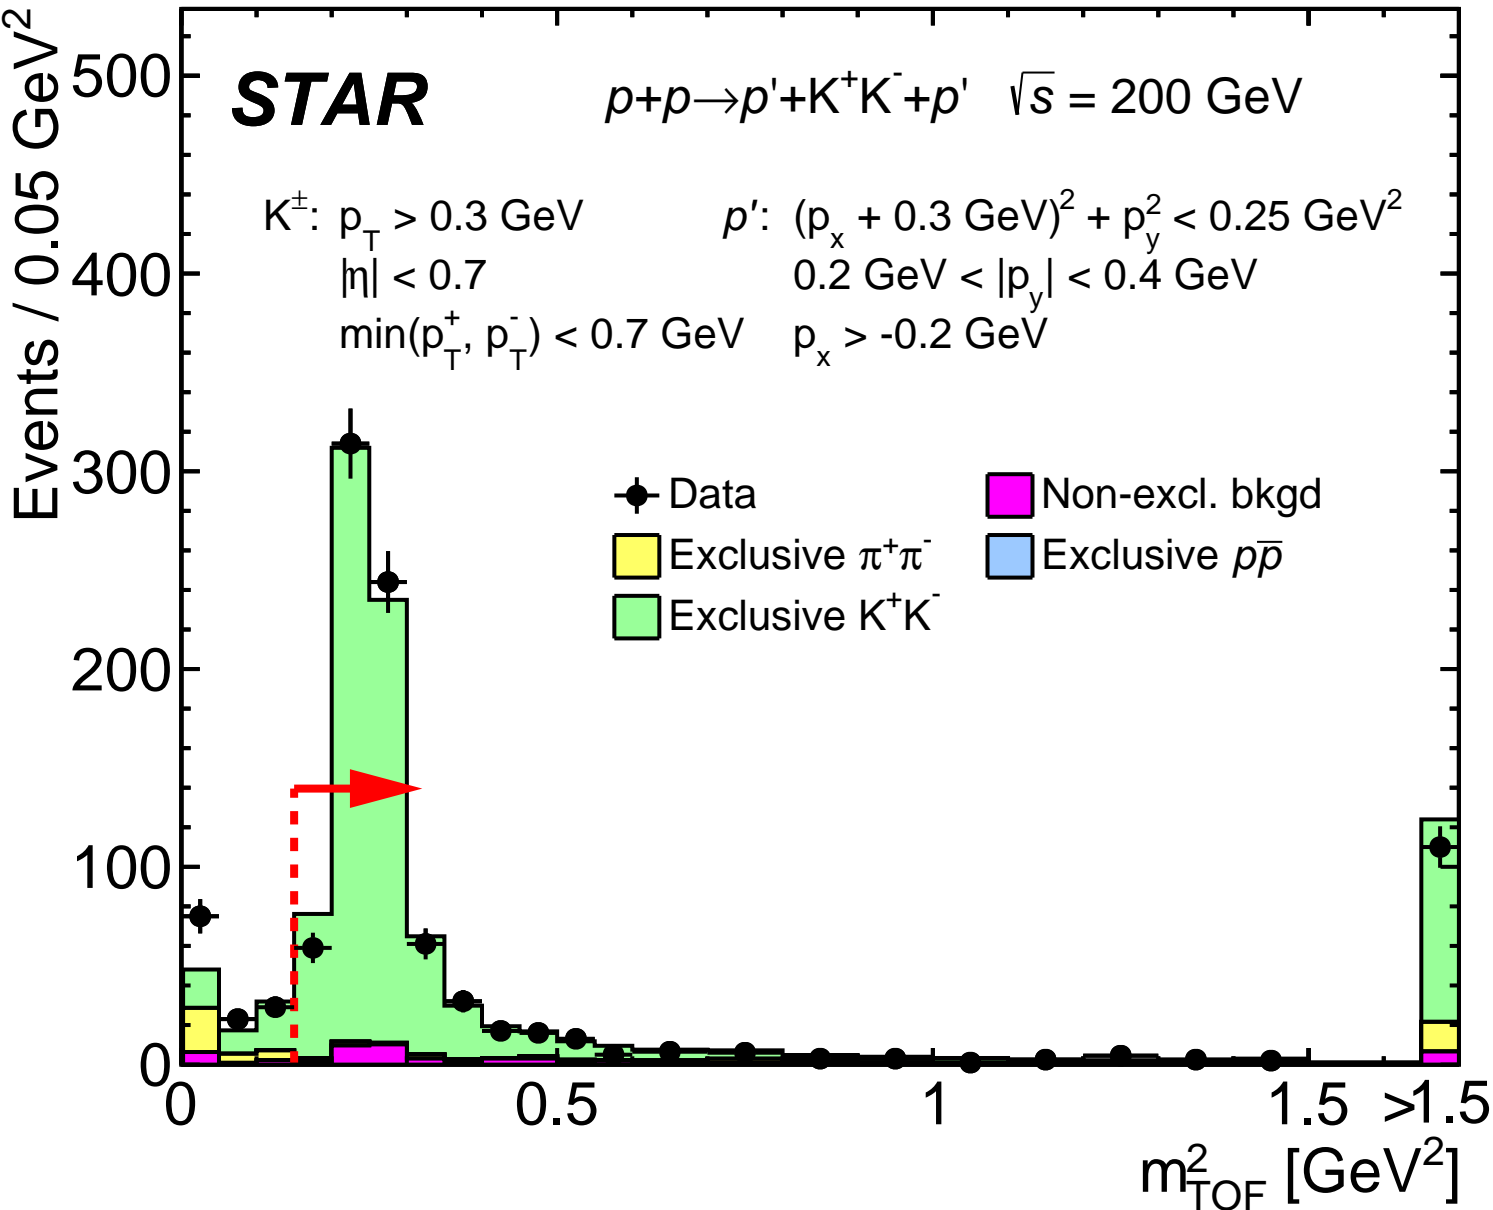 Events / 0.05 GeV²
500
400
300
200
100
0
STAR
p+p→p'+K⁺K⁻+p' √s = 200 GeV
K±: p_T > 0.3 GeV
|η| < 0.7
min(p_T⁺, p_T⁻) < 0.7 GeV
p′: (p_x + 0.3 GeV)² + p_y² < 0.25 GeV²
0.2 GeV < |p_y| < 0.4 GeV
p_x > -0.2 GeV
Data
Exclusive π⁺π⁻
Exclusive K⁺K⁻
Non-excl. bkgd
Exclusive pp̅
0 0.5 1 1.5 >1.5
m²_TOF [GeV²]